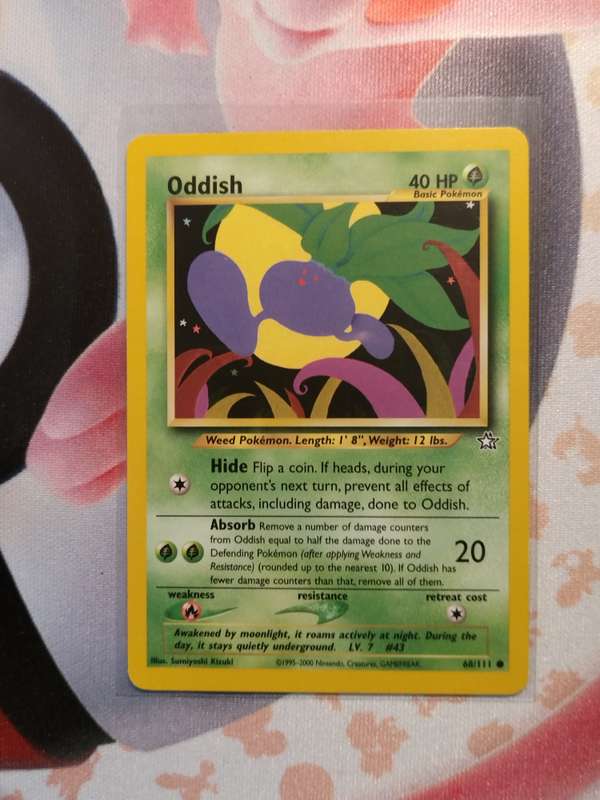 Oddish
40 HP
Basic Pokémon
Weed Pokémon. Length: 1' 8", Weight: 12 lbs.
Hide Flip a coin. If heads, during your
opponent's next turn, prevent all effects of
attacks, including damage, done to Oddish.
Absorb Remove a number of damage counters
from Oddish equal to half the damage done to the
Defending Pokémon (after applying Weakness and
Resistance) (rounded up to the nearest 10). If Oddish has
fewer damage counters than that, remove all of them.
20
weakness resistance retreat cost
Awakened by moonlight, it roams actively at night. During the
day, it stays quietly underground. LV. 7 #43
Illus. Sumiyoshi Kizuki ©1995-2000 Nintendo, Creatures, GAMEFREAK. 68/111